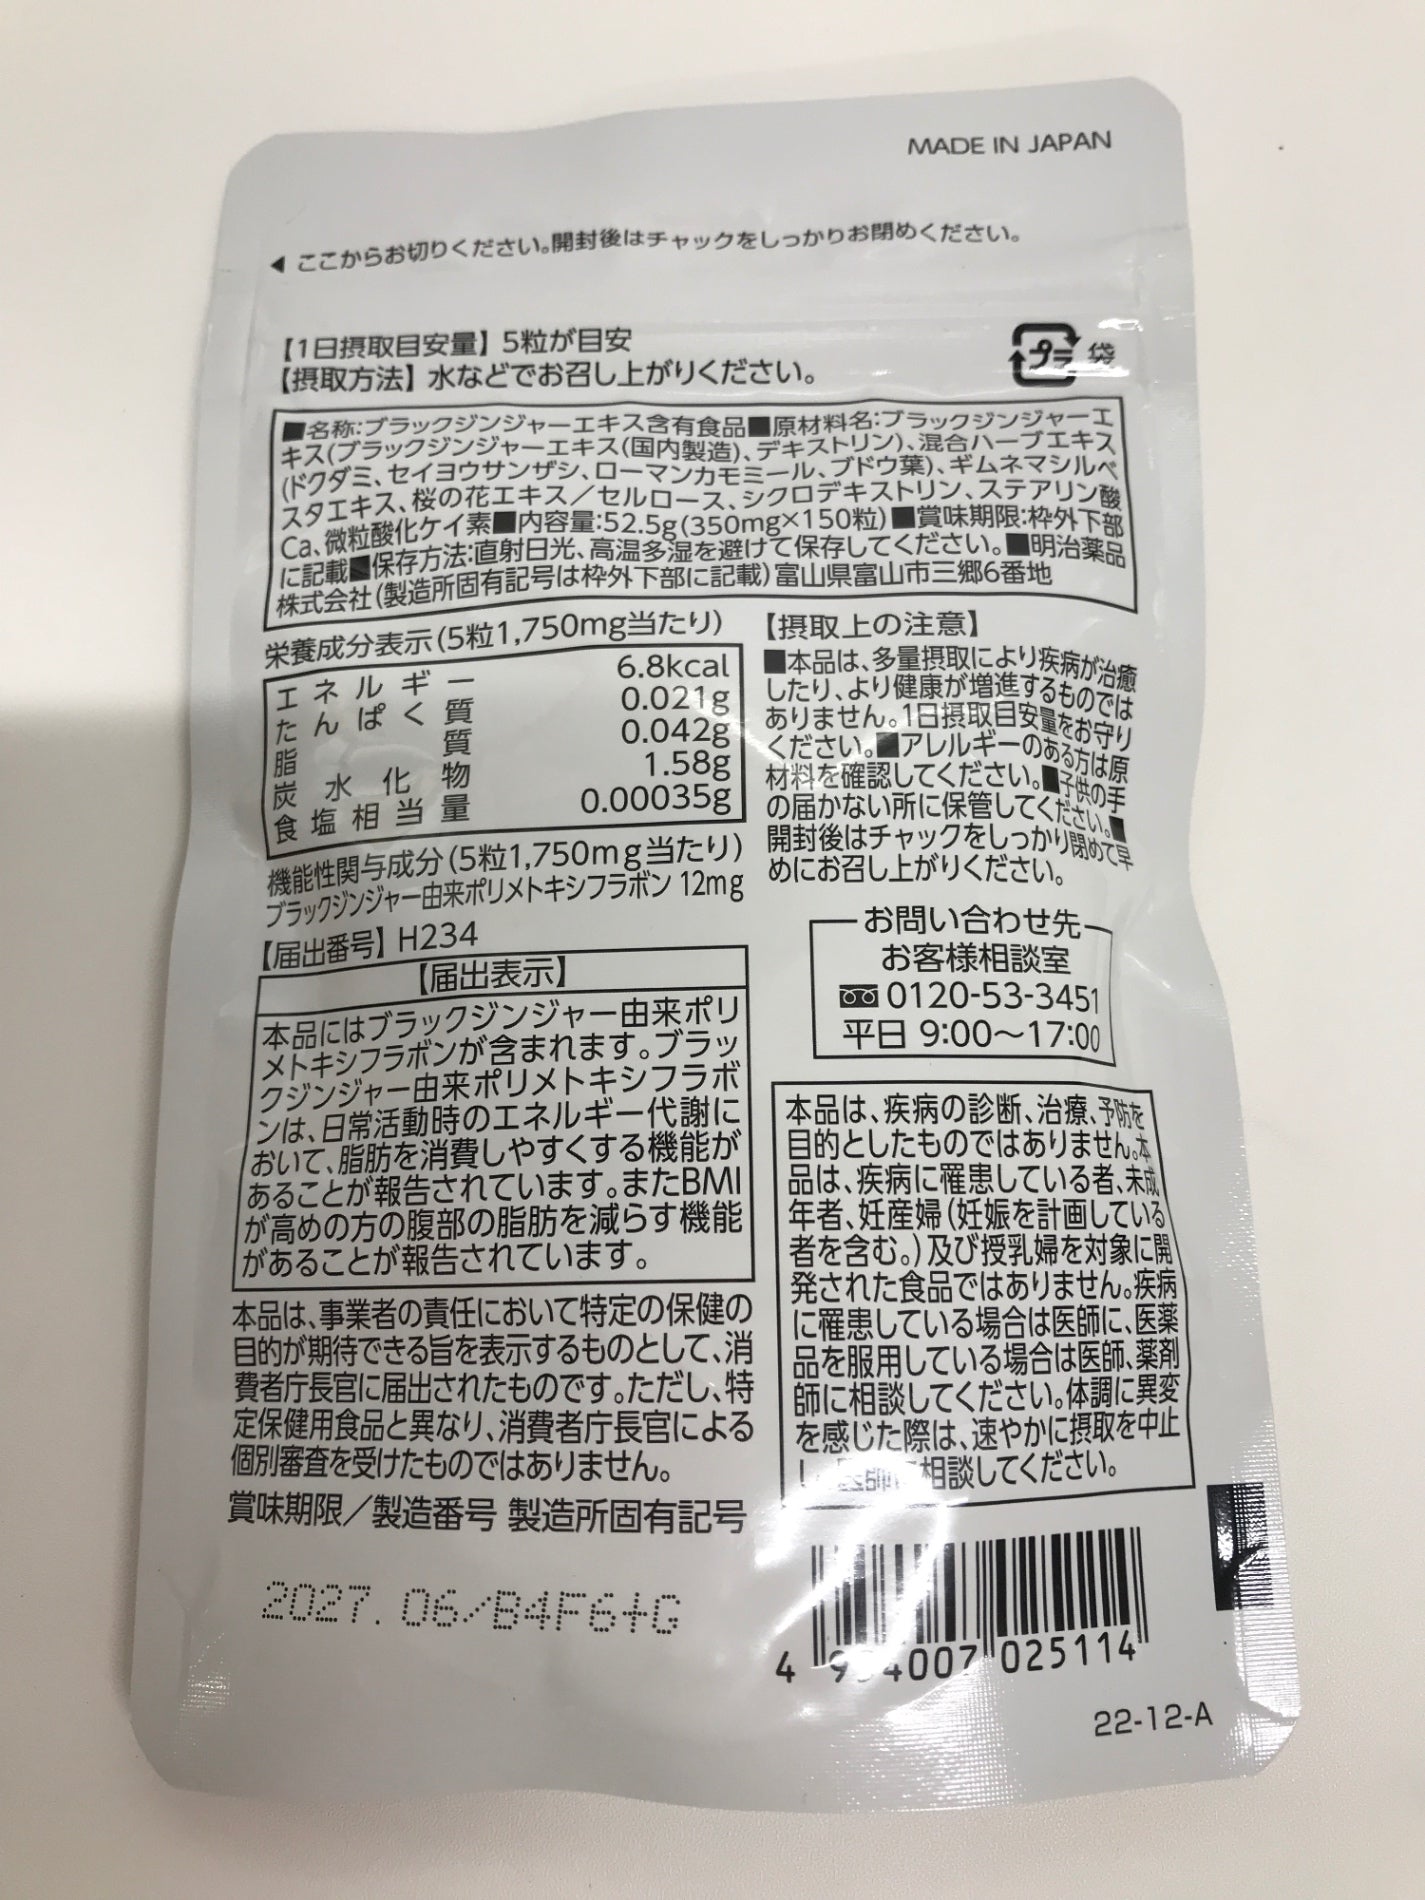 MADE IN JAPAN
◀ ここからお切りください。開封後はチャックをしっかりお閉めください。
【1日摂取目安量】5粒が目安
【摂取方法】水などでお召し上がりください。
プラ 袋
■名称:ブラックジンジャーエキス含有食品■原材料名:ブラックジンジャーエ
キス(ブラックジンジャーエキス(国内製造)、デキストリン)、混合ハーブエキス
(ドクダミ、セイヨウサンザシ、ローマンカモミール、ブドウ葉)、ギムネマシルベ
スタエキス、桜の花エキス/セルロース、シクロデキストリン、ステアリン酸
Ca、微粒酸化ケイ素■内容量:52.5g(350mg×150粒)■賞味期限:枠外下部
に記載■保存方法:直射日光、高温多湿を避けて保存してください。■明治薬品
株式会社(製造所固有記号は枠外下部に記載)富山県富山市三郷6番地
栄養成分表示(5粒1,750mg当たり)
エネルギー 6.8kcal
たんぱく質 0.021g
脂質 0.042g
炭水化物 1.58g
食塩相当量 0.00035g
機能性関与成分(5粒1,750mg当たり)
ブラックジンジャー由来ポリメトキシフラボン 12mg
【届出番号】H234
【届出表示】
本品にはブラックジンジャー由来ポリ
メトキシフラボンが含まれます。ブラッ
クジンジャー由来ポリメトキシフラボ
ンは、日常活動時のエネルギー代謝に
おいて、脂肪を消費しやすくする機能が
あることが報告されています。またBMI
が高めの方の腹部の脂肪を減らす機能
があることが報告されています。
本品は、事業者の責任において特定の保健の
目的が期待できる旨を表示するものとして、消
費者庁長官に届出されたものです。ただし、特
定保健用食品と異なり、消費者庁長官による
個別審査を受けたものではありません。
賞味期限/製造番号 製造所固有記号
2027.06/B4F6+G
【摂取上の注意】
■本品は、多量摂取により疾病が治癒
したり、より健康が増進するものでは
ありません。1日摂取目安量をお守り
ください。■アレルギーのある方は原
材料を確認してください。■子供の手
の届かない所に保管してください。■
開封後はチャックをしっかり閉めて早
めにお召し上がりください。
お問い合わせ先
お客様相談室
0120-53-3451
平日 9:00〜17:00
本品は、疾病の診断、治療、予防を
目的としたものではありません。本
品は、疾病に罹患している者、未成
年者、妊産婦(妊娠を計画している
者を含む。)及び授乳婦を対象に開
発された食品ではありません。疾病
に罹患している場合は医師に、医薬
品を服用している場合は医師、薬剤
師に相談してください。体調に異変
を感じた際は、速やかに摂取を中止
し、医師に相談してください。
4 9 4007 025114
22-12-A